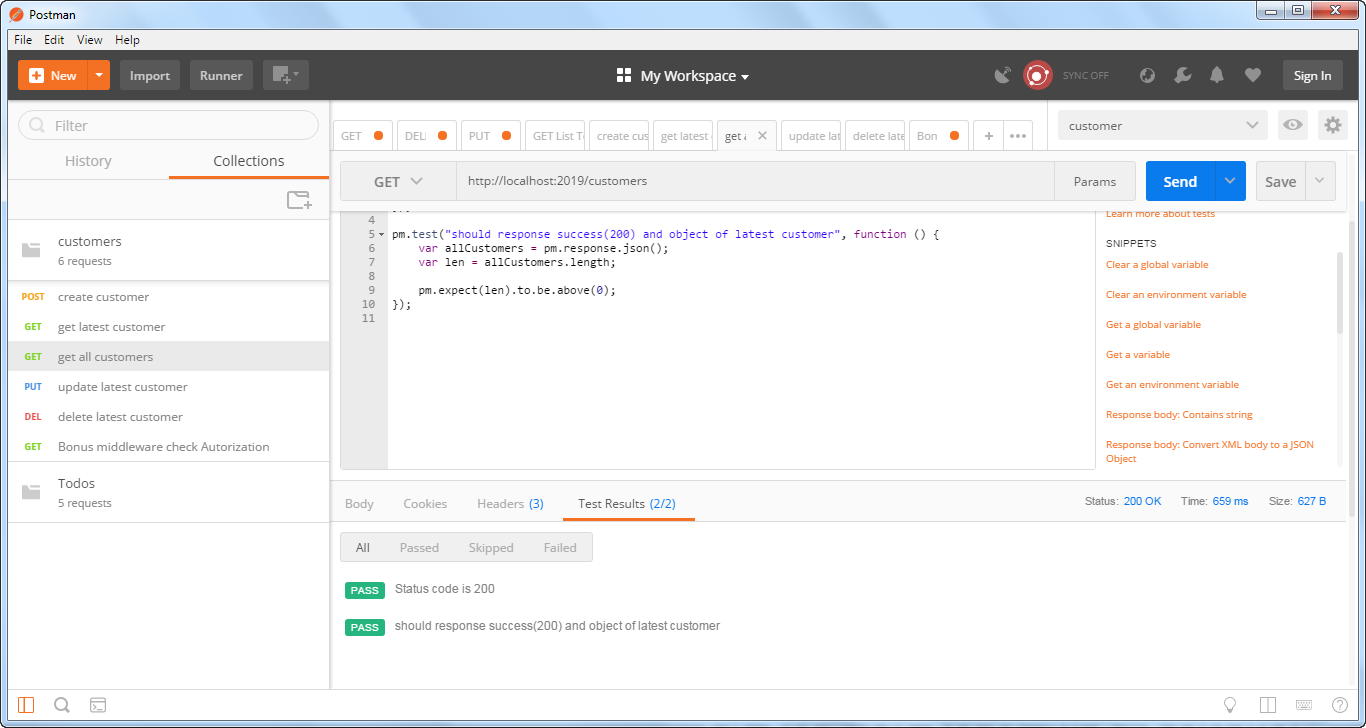 Postman
File Edit View Help
New Import Runner My Workspace SYNC OFF Sign In
Filter
History Collections
customers
6 requests
POST create customer
GET get latest customer
GET get all customers
PUT update latest customer
DEL delete latest customer
GET Bonus middleware check Autorization
Todos
5 requests
GET DEL PUT GET List T create cus get latest get a update lat delete late Bon + •••
customer
GET http://localhost:2019/customers Params Send Save
4
5 pm.test("should response success(200) and object of latest customer", function () {
6 var allCustomers = pm.response.json();
7 var len = allCustomers.length;
8
9 pm.expect(len).to.be.above(0);
10 });
11
Learn more about tests
SNIPPETS
Clear a global variable
Clear an environment variable
Get a global variable
Get a variable
Get an environment variable
Response body: Contains string
Response body: Convert XML body to a JSON
Object
Body Cookies Headers (3) Test Results (2/2) Status: 200 OK Time: 659 ms Size: 627 B
All Passed Skipped Failed
PASS Status code is 200
PASS should response success(200) and object of latest customer